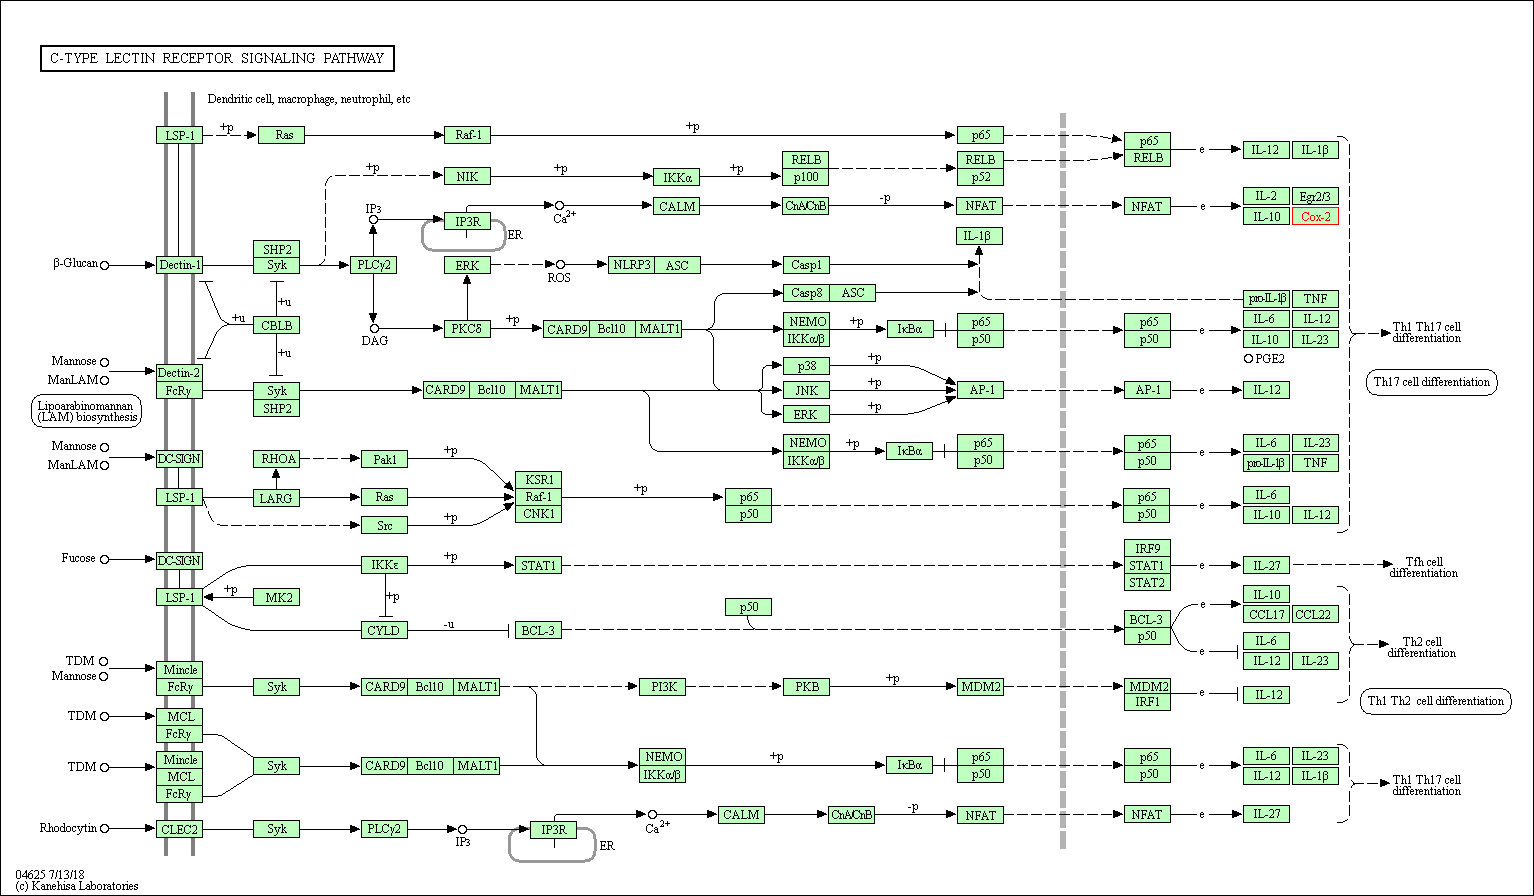 C-TYPE LECTIN RECEPTOR SIGNALING PATHWAY
Dendritic cell, macrophage, neutrophil, etc
LSP-1 +p Ras Raf-1 +p p65 p65
RELB e IL-12 IL-1β
+p NIK +p IKKα +p RELB
p100 RELB
p52
IP3 IP3R Ca2+ CALM CnA/CnB -p NFAT NFAT e IL-2 Egr2/3
ER IL-10 Cox-2
IL-1β
β-Glucan Dectin-1 SHP2
Syk PLCγ2 ERK ROS NLRP3 ASC Casp1
+u Casp8 ASC pro-IL-1β TNF
+u CBLB DAG PKCδ +p CARD9 Bcl10 MALT1 NEMO
IKKα/β +p IκBα p65
p50 p65
p50 e IL-6 IL-12
IL-10 IL-23
PGE2
Th1 Th17 cell
differentiation
+u
Mannose
ManLAM
Dectin-2
FcRγ Syk
SHP2 CARD9 Bcl10 MALT1
p38 +p
JNK +p AP-1 AP-1 e IL-12
ERK +p
Th17 cell differentiation
Lipoarabinomannan
(LAM) biosynthesis
Mannose
ManLAM
DC-SIGN RHOA Pak1 +p NEMO
IKKα/β +p IκBα p65
p50 p65
p50 e IL-6 IL-23
pro-IL-1β TNF
LSP-1 LARG Ras KSR1
Raf-1
CNK1 +p p65
p50 p65
p50 e IL-6
IL-10 IL-12
Src +p
Fucose DC-SIGN IKKε +p STAT1 IRF9
STAT1
STAT2 e IL-27 Tfh cell
differentiation
LSP-1 +p MK2 +p
CYLD -u BCL-3 p50 BCL-3
p50 e IL-10
CCL17 CCL22
e IL-6
IL-12 IL-23
Th2 cell
differentiation
TDM
Mannose
Mincle
FcRγ Syk CARD9 Bcl10 MALT1 PI3K PKB +p MDM2 MDM2
IRF1 e IL-12
Th1 Th2 cell differentiation
TDM MCL
FcRγ
TDM Mincle
MCL
FcRγ Syk CARD9 Bcl10 MALT1 NEMO
IKKα/β +p IκBα p65
p50 p65
p50 e IL-6 IL-23
IL-12 IL-1β
Th1 Th17 cell
differentiation
Rhodocytin CLEC2 Syk PLCγ2 IP3 IP3R ER Ca2+ CALM CnA/CnB -p NFAT NFAT e IL-27
04625 7/13/18
(c) Kanehisa Laboratories